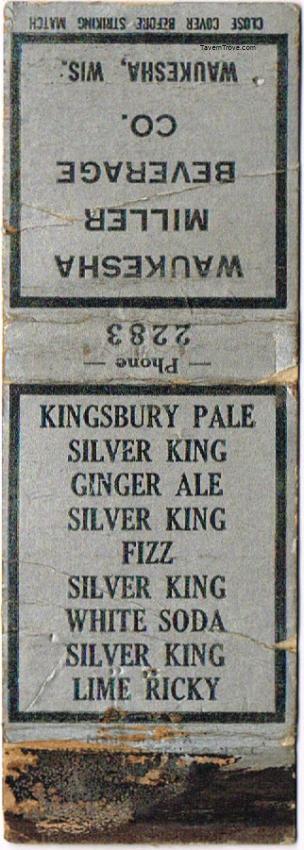 CLOSE COVER BEFORE STRIKING MATCH
TavernTrove.com
WAUKESHA
MILLER
BEVERAGE
CO.
WAUKESHA, WIS.
— Phone —
2283
KINGSBURY PALE
SILVER KING
GINGER ALE
SILVER KING
FIZZ
SILVER KING
WHITE SODA
SILVER KING
LIME RICKY